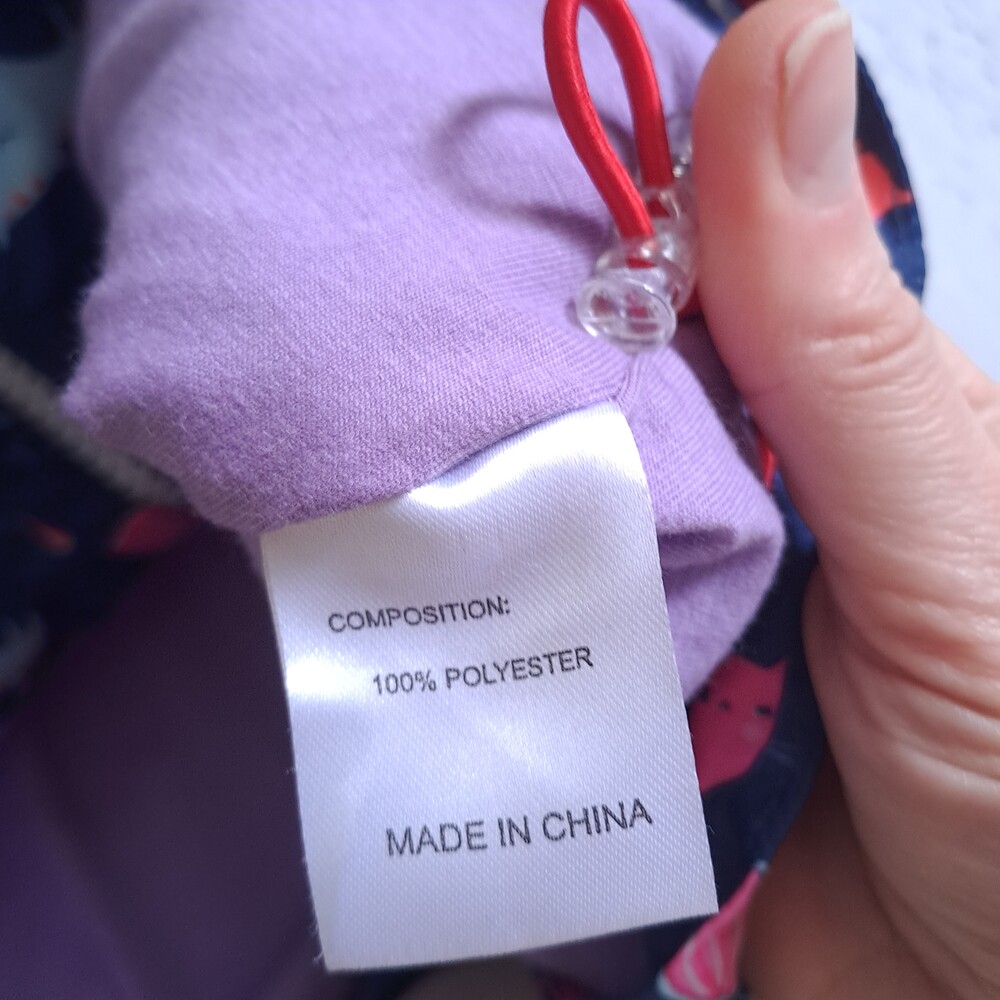 COMPOSITION:
100% POLYESTER
MADE IN CHINA